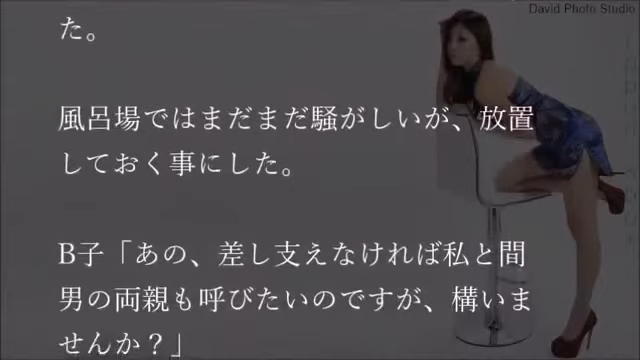 David Photo Studio
た。
風呂場ではまだまだ騒がしいが、放置
しておく事にした。
B子「あの、差し支えなければ私と間
男の両親も呼びたいのですが、構いま
せんか？」